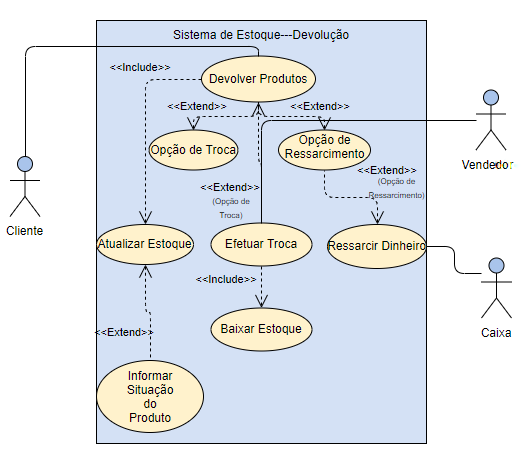 Sistema de Estoque---Devolução
<<Include>>
Devolver Produtos
<<Extend>>
<<Extend>>
Opção de Troca
Opção de
Ressarcimento
Vendedor
<<Extend>>
(Opção de
Ressarcimento)
<<Extend>>
(Opção de
Troca)
Cliente
Atualizar Estoque
Efetuar Troca
Ressarcir Dinheiro
<<Include>>
Baixar Estoque
Caixa
<<Extend>>
Informar
Situação
do
Produto